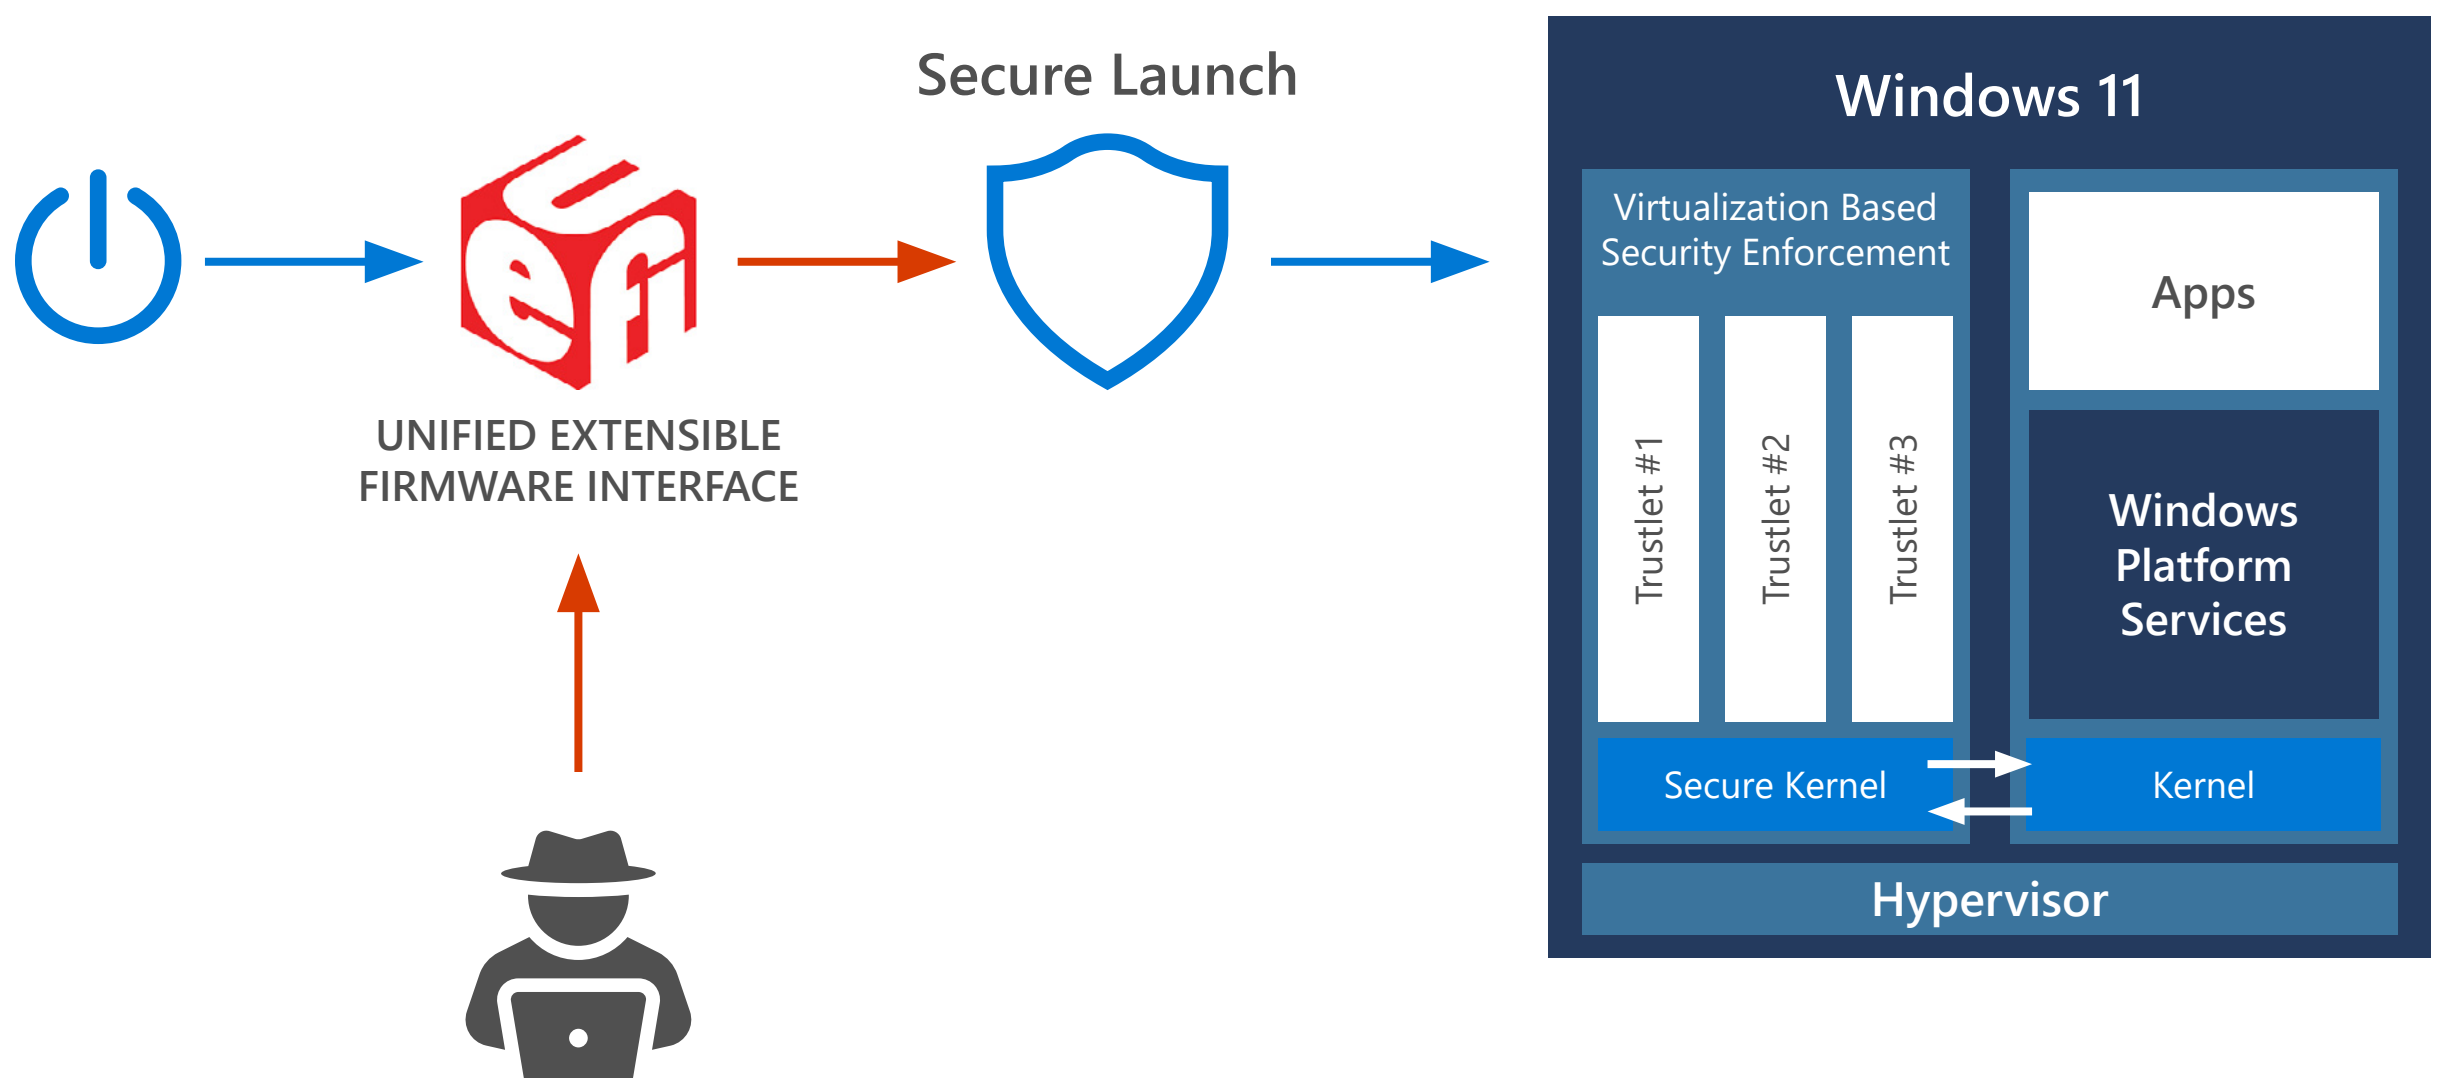 Secure Launch
UEFI
UNIFIED EXTENSIBLE
FIRMWARE INTERFACE
Windows 11
Virtualization Based
Security Enforcement
Trustlet #1
Trustlet #2
Trustlet #3
Secure Kernel
Apps
Windows
Platform
Services
Kernel
Hypervisor